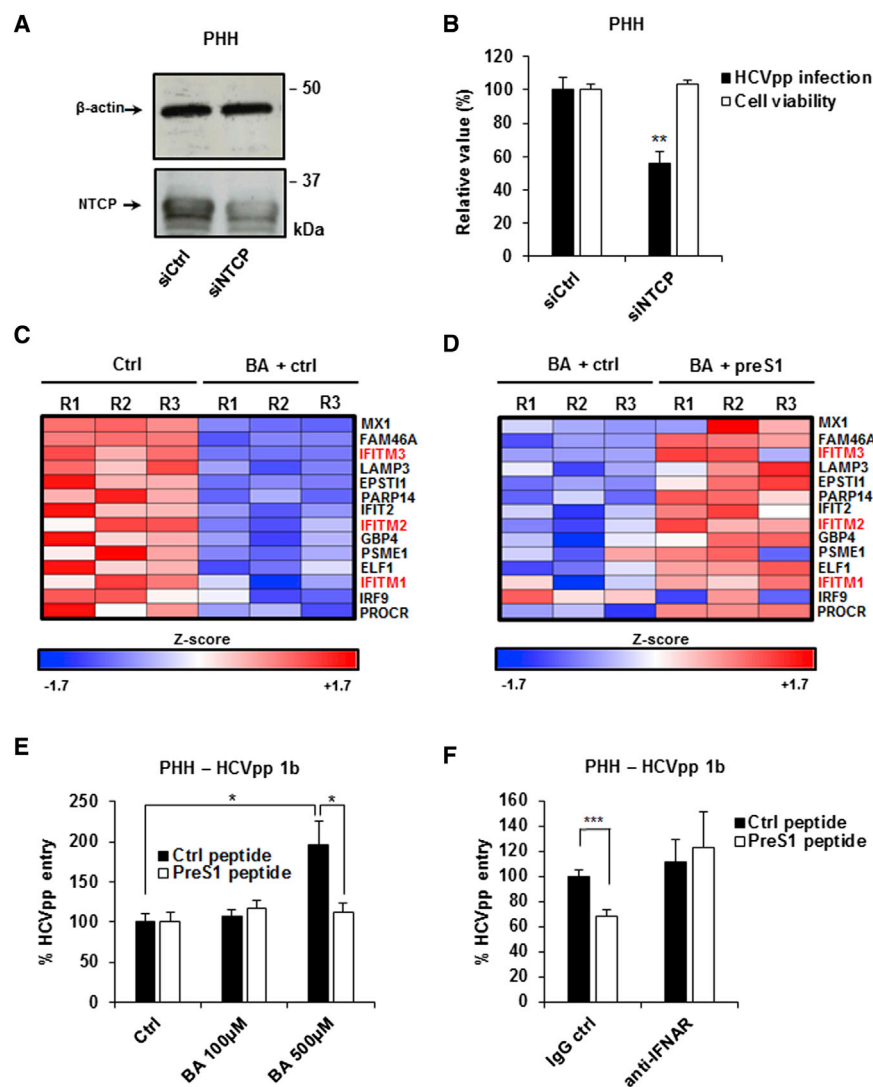 A
PHH
β-actin
- 50
NTCP
- 37
kDa
siCtrl
siNTCP
B
PHH
Relative value (%)
140
120
100
80
60
40
20
0
HCVpp infection
Cell viability
**
siCtrl
siNTCP
C
Ctrl
BA + ctrl
R1 R2 R3 R1 R2 R3
MX1
FAM46A
IFITM3
LAMP3
EPSTI1
PARP14
IFIT2
IFITM2
GBP4
PSME1
ELF1
IFITM1
IRF9
PROCR
Z-score
-1.7 +1.7
D
BA + ctrl
BA + preS1
R1 R2 R3 R1 R2 R3
MX1
FAM46A
IFITM3
LAMP3
EPSTI1
PARP14
IFIT2
IFITM2
GBP4
PSME1
ELF1
IFITM1
IRF9
PROCR
Z-score
-1.7 +1.7
E
PHH – HCVpp 1b
% HCVpp entry
250
200
150
100
50
0
* *
Ctrl peptide
PreS1 peptide
Ctrl
BA 100µM
BA 500µM
F
PHH – HCVpp 1b
% HCVpp entry
160
140
120
100
80
60
40
20
0
***
Ctrl peptide
PreS1 peptide
IgG ctrl
anti-IFNAR